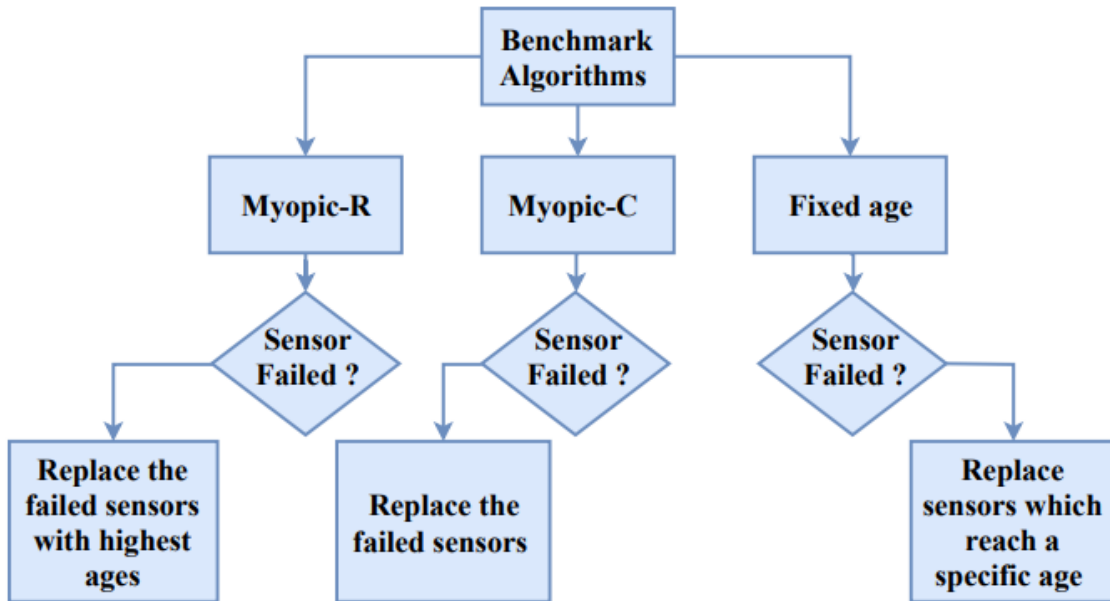 Benchmark
Algorithms
Myopic-R
Myopic-C
Fixed age
Sensor
Failed ?
Sensor
Failed ?
Sensor
Failed ?
Replace the
failed sensors
with highest
ages
Replace the
failed sensors
Replace
sensors which
reach a
specific age